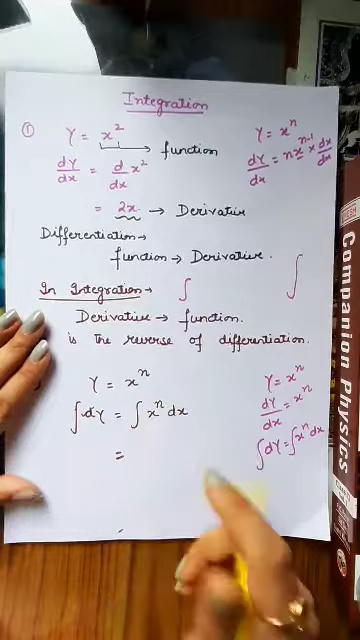 Integration
① Y = x² → function
dY/dx = d/dx x²
= 2x → Derivative
Y = xⁿ
dY/dx = nxⁿ⁻¹ × dx/dx
Differentiation→
function → Derivative.
In Integration→ ∫ ∫
Derivative → function.
is the reverse of differentiation.
Y = xⁿ
∫dY = ∫xⁿ dx
=
Y = xⁿ
dY/dx = xⁿ
∫dY = ∫xⁿdx
Companion PHYSICS